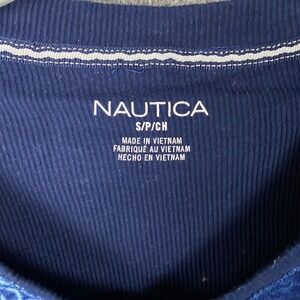 NAUTICA
S/P/CH
MADE IN VIETNAM
FABRIQUÉ AU VIETNAM
HECHO EN VIETNAM